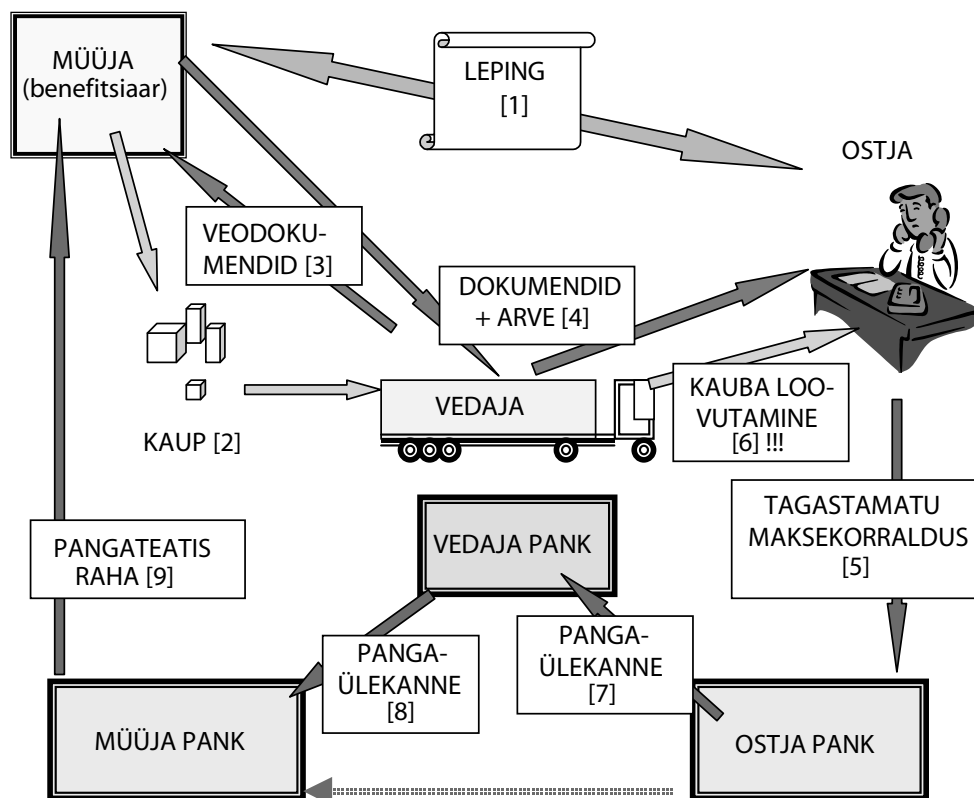 MÜÜJA
(benefitsiaar)
LEPING
[1]
OSTJA
VEODOKU-
MENDID [3]
DOKUMENDID
+ ARVE [4]
VEDAJA
KAUBA LOO-
VUTAMINE
[6] !!!
KAUP [2]
TAGASTAMATU
MAKSEKORRALDUS
[5]
PANGATEATIS
RAHA [9]
VEDAJA PANK
PANGA-
ÜLEKANNE
[8]
PANGA-
ÜLEKANNE
[7]
MÜÜJA PANK
OSTJA PANK